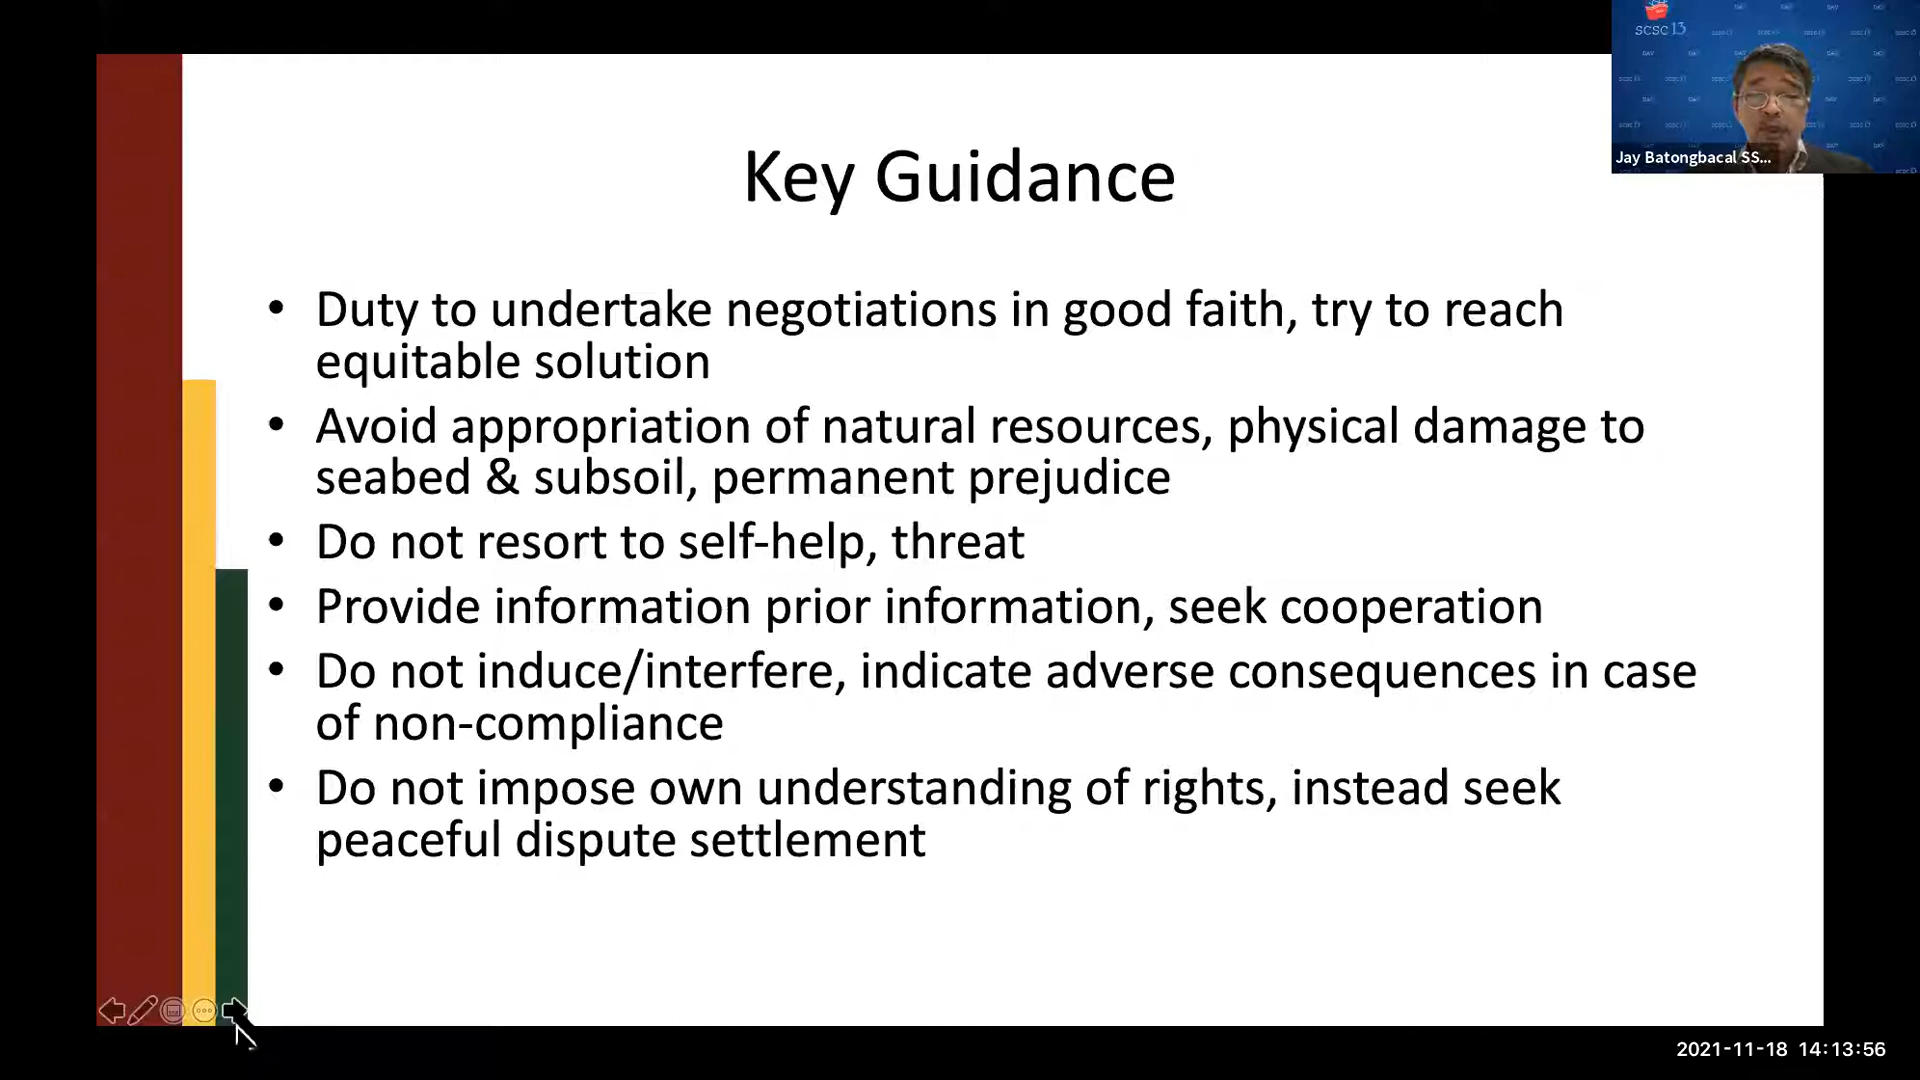 scsc 13
Jay Batongbacal SS...
Key Guidance
• Duty to undertake negotiations in good faith, try to reach
equitable solution
• Avoid appropriation of natural resources, physical damage to
seabed & subsoil, permanent prejudice
• Do not resort to self-help, threat
• Provide information prior information, seek cooperation
• Do not induce/interfere, indicate adverse consequences in case
of non-compliance
• Do not impose own understanding of rights, instead seek
peaceful dispute settlement
2021-11-18 14:13:56